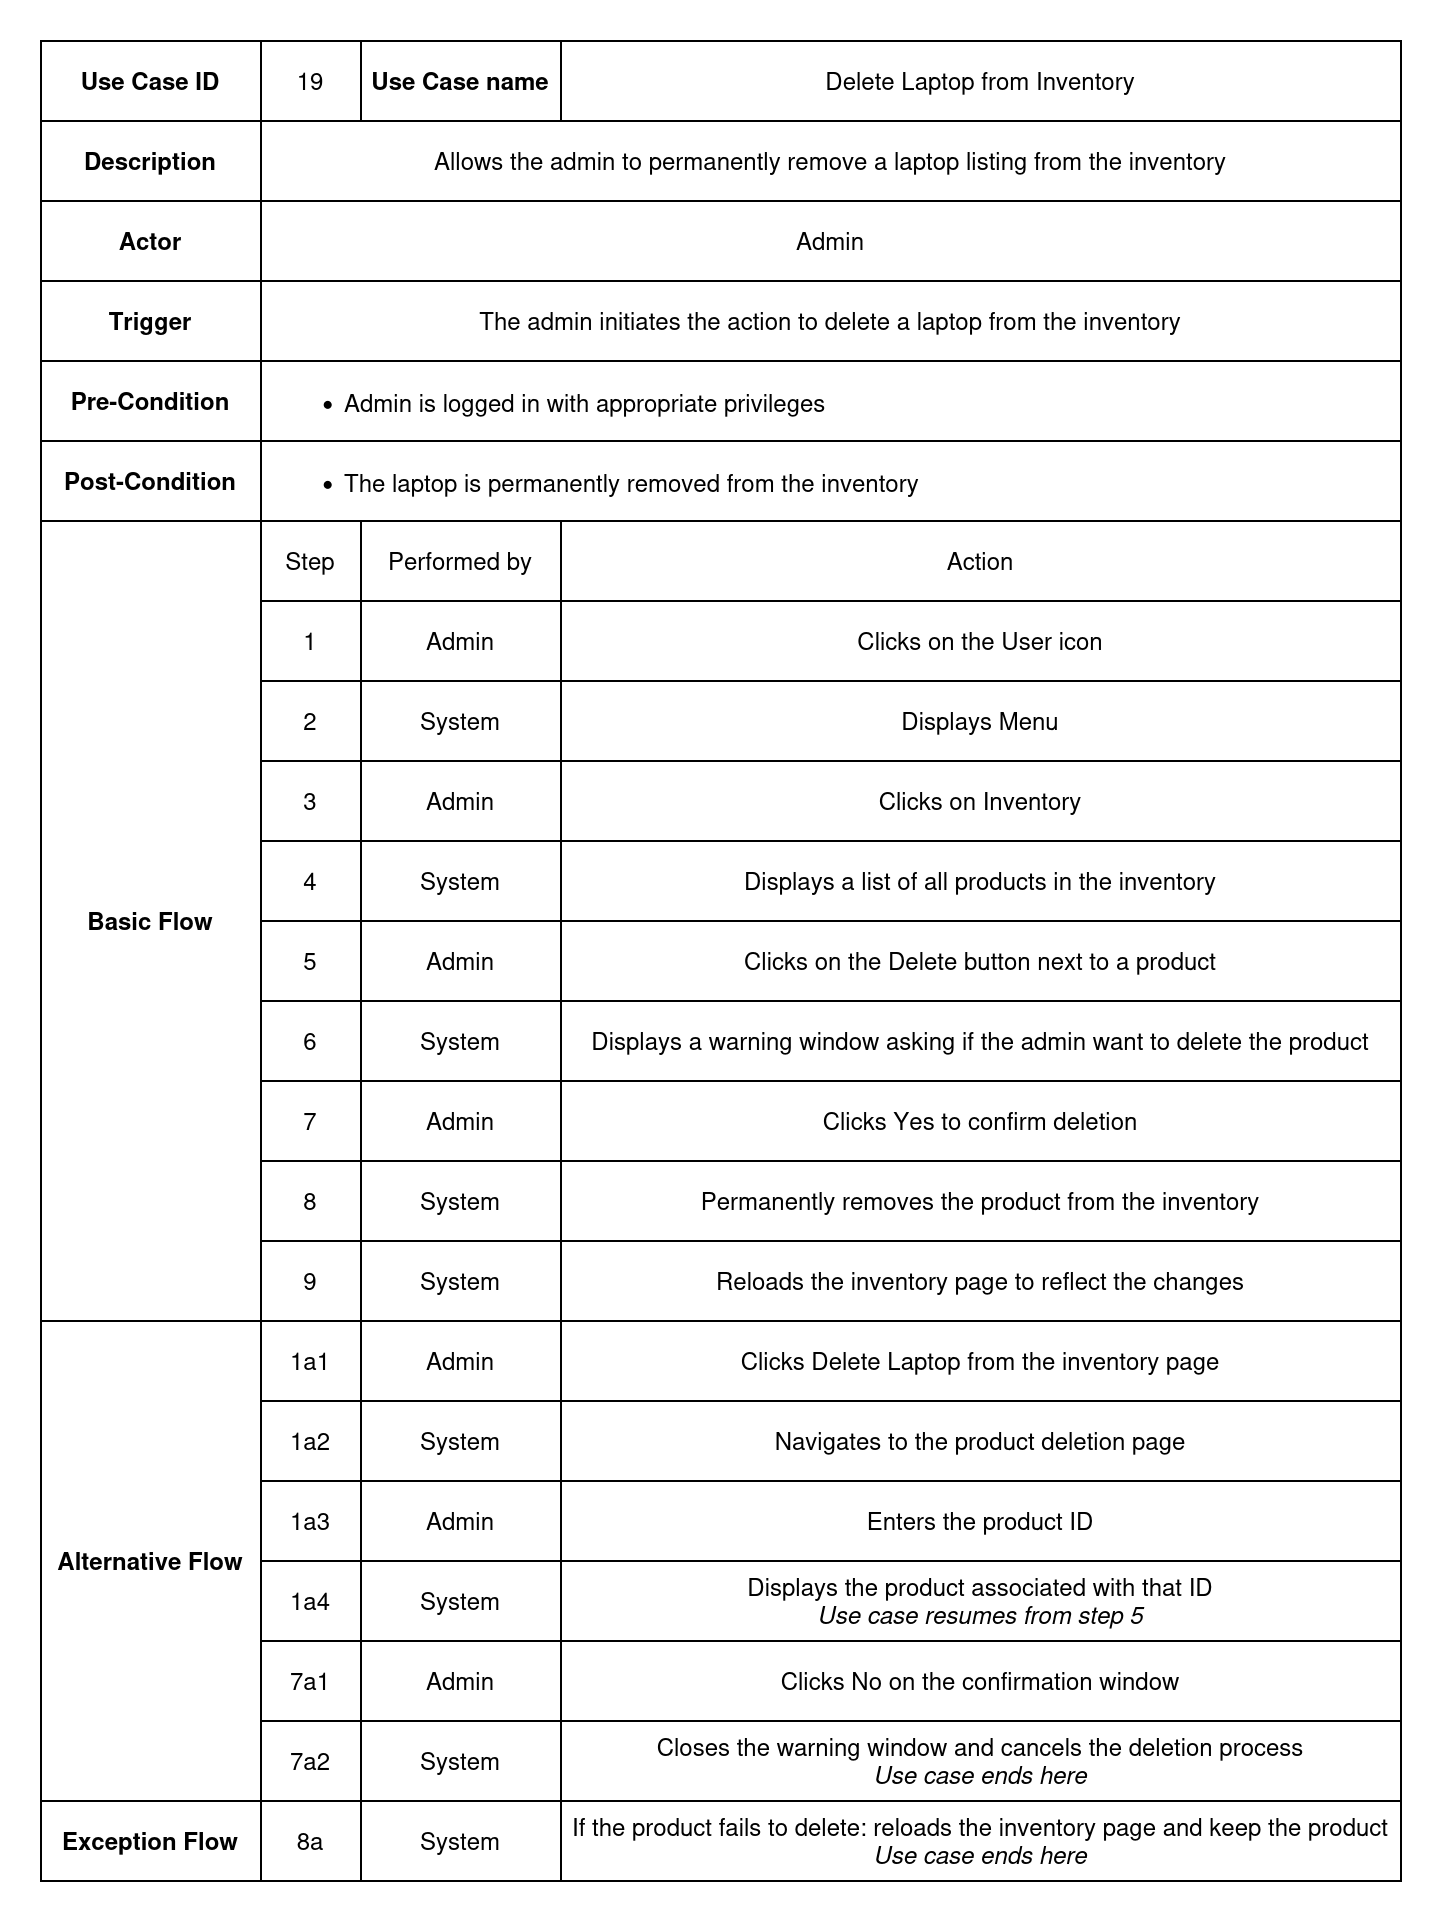 Use Case ID 19 Use Case name Delete Laptop from Inventory
Description Allows the admin to permanently remove a laptop listing from the inventory
Actor Admin
Trigger The admin initiates the action to delete a laptop from the inventory
Pre-Condition • Admin is logged in with appropriate privileges
Post-Condition • The laptop is permanently removed from the inventory
Basic Flow
Step Performed by Action
1 Admin Clicks on the User icon
2 System Displays Menu
3 Admin Clicks on Inventory
4 System Displays a list of all products in the inventory
5 Admin Clicks on the Delete button next to a product
6 System Displays a warning window asking if the admin want to delete the product
7 Admin Clicks Yes to confirm deletion
8 System Permanently removes the product from the inventory
9 System Reloads the inventory page to reflect the changes
Alternative Flow
1a1 Admin Clicks Delete Laptop from the inventory page
1a2 System Navigates to the product deletion page
1a3 Admin Enters the product ID
1a4 System Displays the product associated with that ID
Use case resumes from step 5
7a1 Admin Clicks No on the confirmation window
7a2 System Closes the warning window and cancels the deletion process
Use case ends here
Exception Flow 8a System If the product fails to delete: reloads the inventory page and keep the product
Use case ends here